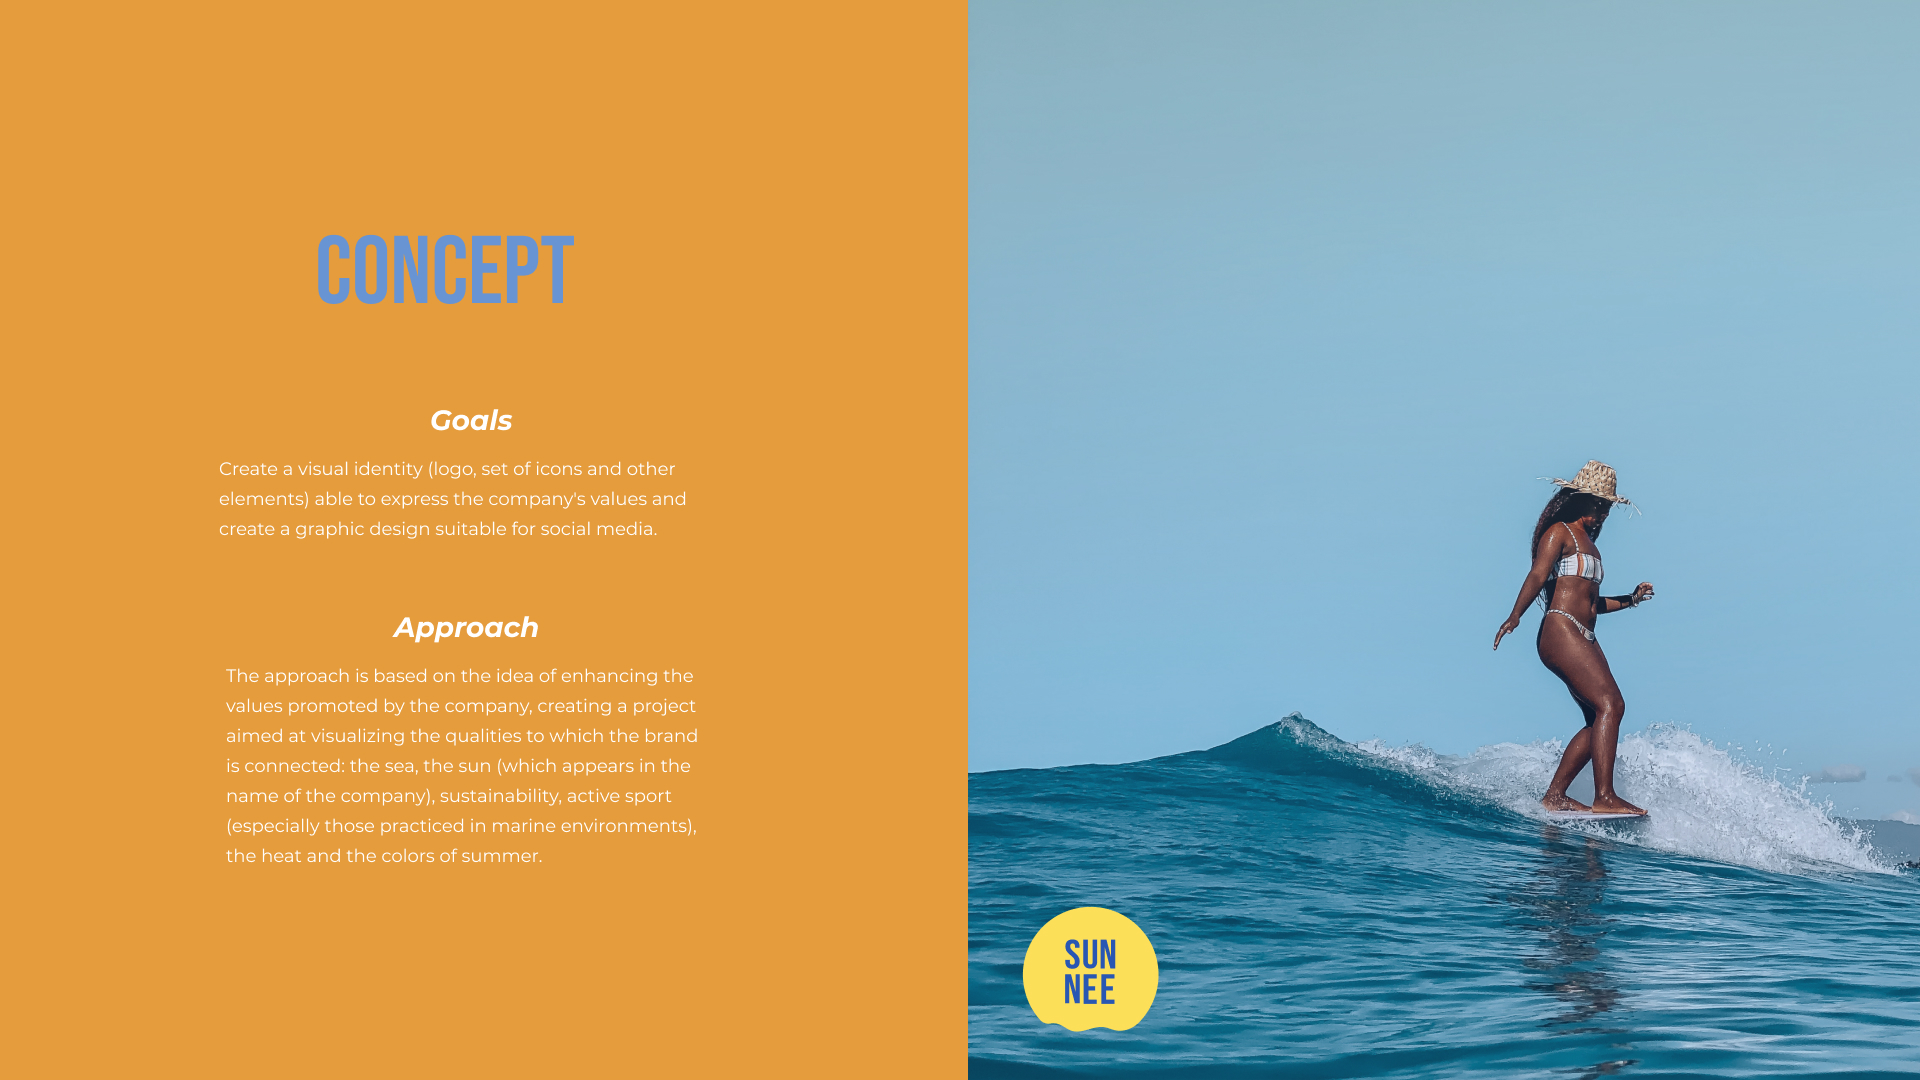 CONCEPT
Goals
Create a visual identity (logo, set of icons and other
elements) able to express the company's values and
create a graphic design suitable for social media.
Approach
The approach is based on the idea of enhancing the
values promoted by the company, creating a project
aimed at visualizing the qualities to which the brand
is connected: the sea, the sun (which appears in the
name of the company), sustainability, active sport
(especially those practiced in marine environments),
the heat and the colors of summer.
SUN
NEE